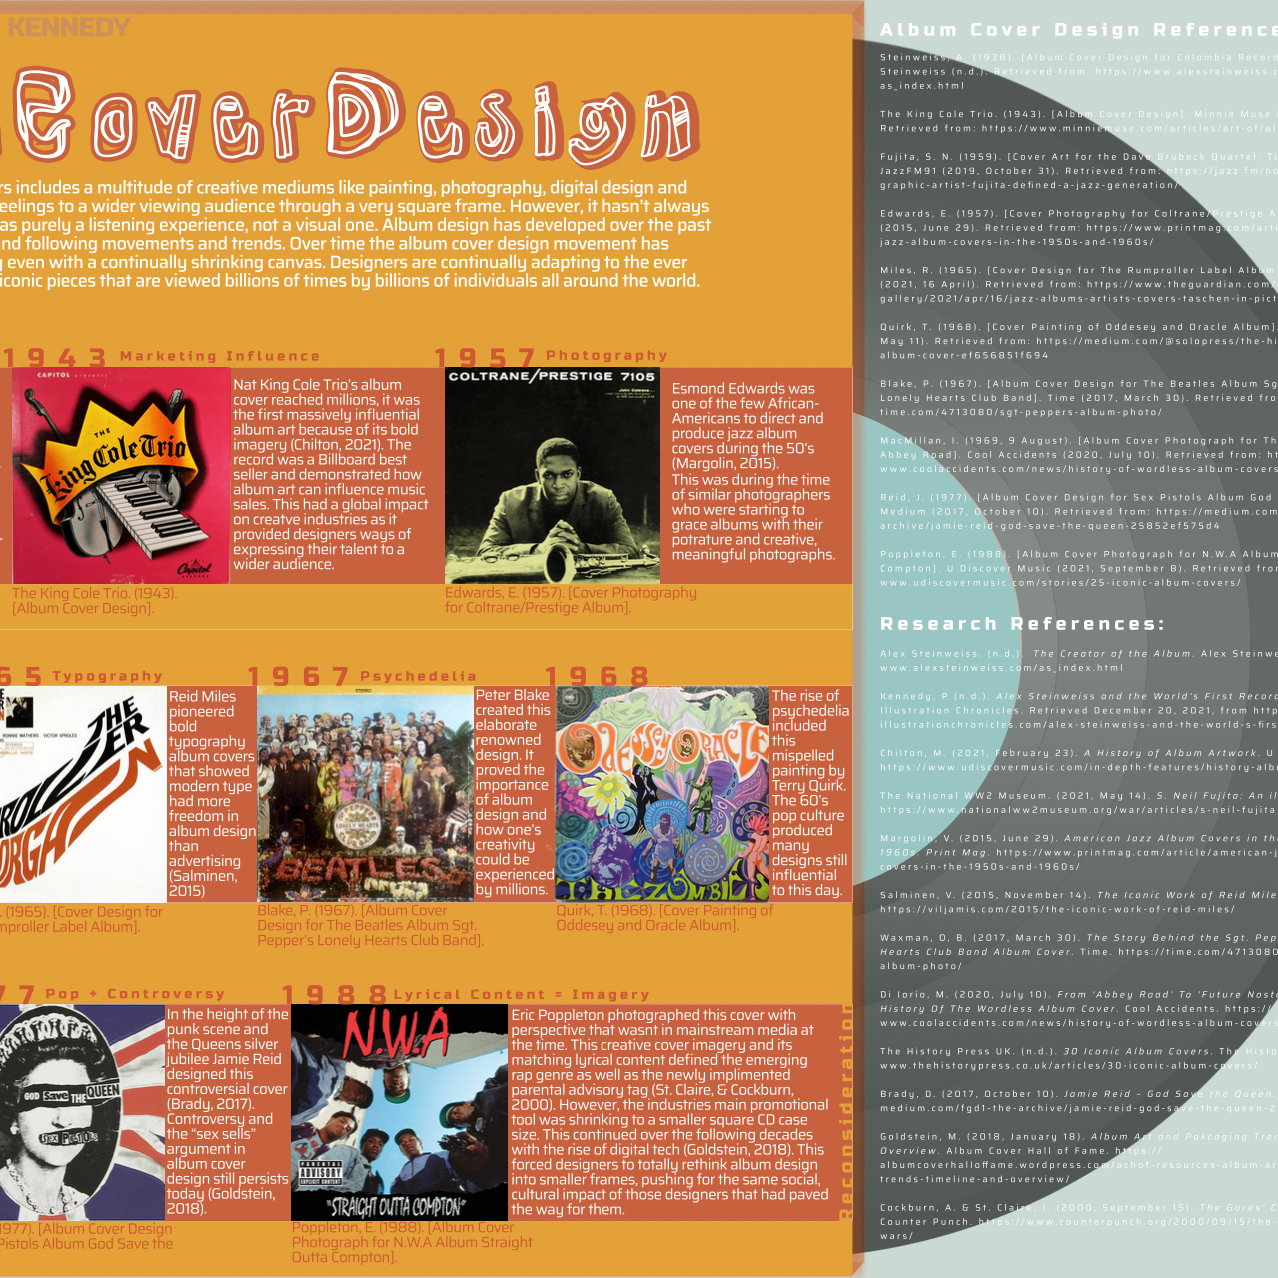 KENNEDY
CoverDesign
rs includes a multitude of creative mediums like painting, photography, digital design and
eelings to a wider viewing audience through a very square frame. However, it hasn't always
as purely a listening experience, not a visual one. Album design has developed over the past
nd following movements and trends. Over time the album cover design movement has
y even with a continually shrinking canvas. Designers are continually adapting to the ever
iconic pieces that are viewed billions of times by billions of individuals all around the world.
1943 Marketing Influence
CAPITOL presents
THE
King Cole Trio
Capitol
RECORDS
Nat King Cole Trio's album
cover reached millions, it was
the first massively influential
album art because of its bold
imagery (Chilton, 2021). The
record was a Billboard best
seller and demonstrated how
album art can influence music
sales. This had a global impact
on creatve industries as it
provided designers ways of
expressing their talent to a
wider audience.
The King Cole Trio. (1943).
[Album Cover Design].
1957 Photography
COLTRANE/PRESTIGE 7105
John Coltrane
Esmond Edwards was
one of the few African-
Americans to direct and
produce jazz album
covers during the 50's
(Margolin, 2015).
This was during the time
of similar photographers
who were starting to
grace albums with their
potrature and creative,
meaningful photographs.
Edwards, E. (1957). [Cover Photography
for Coltrane/Prestige Album].
65 Typography
RONNIE MATHEWS VICTOR SPROLES
THE
ORGAN
Reid Miles
pioneered
bold
typography
album covers
that showed
modern type
had more
freedom in
album design
than
advertising
(Salminen,
2015)
. (1965). [Cover Design for
mproller Label Album].
1967 Psychedelia
STEREO
LONELY HEARTS
BEATLES
Peter Blake
created this
elaborate
renowned
design. It
proved the
importance
of album
design and
how one's
creativity
could be
experienced
by millions.
Blake, P. (1967). [Album Cover
Design for The Beatles Album Sgt.
Pepper's Lonely Hearts Club Band].
1968
ODESSEY ORACLE
THE ZOMBIES
The rise of
psychedelia
included
this
mispelled
painting by
Terry Quirk.
The 60's
pop culture
produced
many
designs still
influential
to this day.
Quirk, T. (1968). [Cover Painting of
Oddesey and Oracle Album].
77 Pop + Controversy
GOD Save THE QUEEN
SEX PISTOLS
In the height of the
punk scene and
the Queens silver
jubilee Jamie Reid
designed this
controversial cover
(Brady, 2017).
Controversy and
the "sex sells"
argument in
album cover
design still persists
today (Goldstein,
2018).
1977). [Album Cover Design
Pistols Album God Save the
1988 Lyrical Content = Imagery
N.W.A
PARENTAL
ADVISORY
EXPLICIT CONTENT
"STRAIGHT OUTTA COMPTON"
Eric Poppleton photographed this cover with
perspective that wasnt in mainstream media at
the time. This creative cover imagery and its
matching lyrical content defined the emerging
rap genre as well as the newly implimented
parental advisory tag (St. Claire, & Cockburn,
2000). However, the industries main promotional
tool was shrinking to a smaller square CD case
size. This continued over the following decades
with the rise of digital tech (Goldstein, 2018). This
forced designers to totally rethink album design
into smaller frames, pushing for the same social,
cultural impact of those designers that had paved
the way for them.
Poppleton, E. (1988). [Album Cover
Photograph for N.W.A Album Straight
Outta Compton].
Reconsideration
Album Cover Design Reference
Steinweiss, A. (1938). [Album Cover Design for Colombia Record
Steinweiss (n.d.). Retrieved from: https://www.alexsteinweiss.c
as_index.html
The King Cole Trio. (1943). [Album Cover Design]. Minnie Muse
Retrieved from: https://www.minniemuse.com/articles/art-of/al
Fujita, S. N. (1959). [Cover Art for the Dave Brubeck Quartet: Ti
JazzFM91 (2019, October 31). Retrieved from: https://jazz.fm/ho
graphic-artist-fujita-defined-a-jazz-generation/
Edwards, E. (1957). [Cover Photography for Coltrane/Prestige A
(2015, June 29). Retrieved from: https://www.printmag.com/arti
jazz-album-covers-in-the-1950s-and-1960s/
Miles, R. (1965). [Cover Design for The Rumproller Label Album
(2021, 16 April). Retrieved from: https://www.theguardian.com/
gallery/2021/apr/16/jazz-albums-artists-covers-taschen-in-pict
Quirk, T. (1968). [Cover Painting of Oddesey and Oracle Album].
May 11). Retrieved from: https://medium.com/@solopress/the-hi
album-cover-ef656851f694
Blake, P. (1967). [Album Cover Design for The Beatles Album Sg
Lonely Hearts Club Band]. Time (2017, March 30). Retrieved fro
time.com/4713080/sgt-peppers-album-photo/
MacMillan, I. (1969, 9 August). [Album Cover Photograph for Th
Abbey Road]. Cool Accidents (2020, July 10). Retrieved from: ht
www.coolaccidents.com/news/history-of-wordless-album-covers
Reid, J. (1977). [Album Cover Design for Sex Pistols Album God
Medium (2017, October 10). Retrieved from: https://medium.com
archive/jamie-reid-god-save-the-queen-25852ef575d4
Poppleton, E. (1988). [Album Cover Photograph for N.W.A Album
Compton]. U Discover Music (2021, September 8). Retrieved fro
www.udiscovermusic.com/stories/25-iconic-album-covers/
Research References:
Alex Steinweiss. (n.d.). The Creator of the Album. Alex Steinwe
www.alexsteinweiss.com/as_index.html
Kennedy, P (n.d.). Alex Steinweiss and the World's First Record
Illustration Chronicles. Retrieved December 20, 2021, from http
illustrationchronicles.com/alex-steinweiss-and-the-world-s-firs
Chilton, M. (2021, February 23). A History of Album Artwork. U
https://www.udiscovermusic.com/in-depth-features/history-albu
The National WW2 Museum. (2021, May 14). S. Neil Fujita: An il
https://www.nationalww2museum.org/war/articles/s-neil-fujita
Margolin, V. (2015, June 29). American Jazz Album Covers in th
1960s. Print Mag. https://www.printmag.com/article/american-j
covers-in-the-1950s-and-1960s/
Salminen, V. (2015, November 14). The Iconic Work of Reid Mile
https://viljamis.com/2015/the-iconic-work-of-reid-miles/
Waxman, O, B. (2017, March 30). The Story Behind the Sgt. Pep
Hearts Club Band Album Cover. Time. https://time.com/4713080
album-photo/
Di Iorio, M. (2020, July 10). From 'Abbey Road' To 'Future Nosta
History Of The Wordless Album Cover. Cool Accidents. https://
www.coolaccidents.com/news/history-of-wordless-album-covers
The History Press UK. (n.d.). 30 Iconic Album Covers. The Histo
www.thehistorypress.co.uk/articles/30-iconic-album-covers/
Brady, D. (2017, October 10). Jamie Reid - God Save the Queen.
medium.com/fgd1-the-archive/jamie-reid-god-save-the-queen-2
Goldstein, M. (2018, January 18). Album Art and Pakcaging Tren
Overview. Album Cover Hall of Fame. https://
albumcoverhalloffame.wordpress.com/achof-resources-album-ar
trends-timeline-and-overview/
Cockburn, A. & St. Claire, J. (2000, September 15). The Gores' C
Counter Punch. https://www.counterpunch.org/2000/09/15/the-
wars/